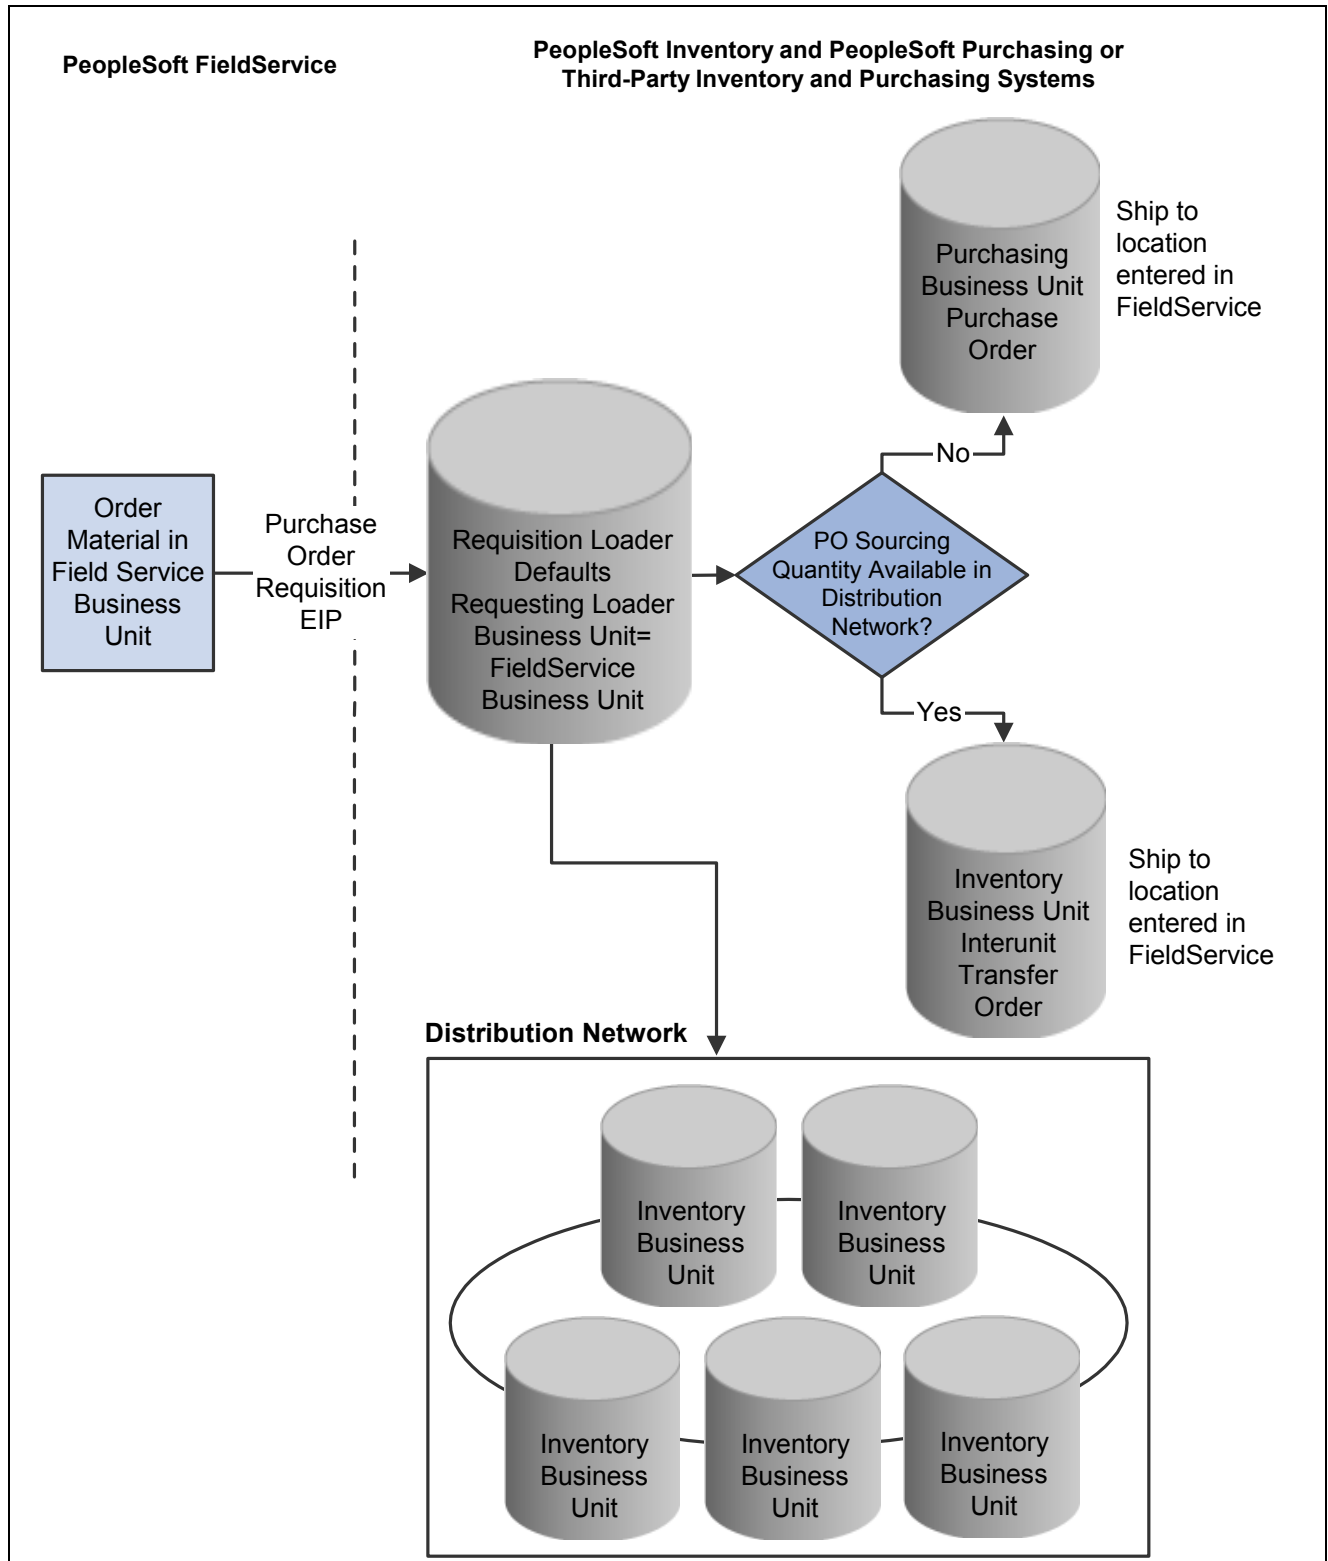 PeopleSoft FieldService
PeopleSoft Inventory and PeopleSoft Purchasing or
Third-Party Inventory and Purchasing Systems
Purchasing
Business Unit
Purchase
Order
Ship to
location
entered in
FieldService
No
Order
Material in
Field Service
Business
Unit
Purchase
Order
Requisition
EIP
Requisition Loader
Defaults
Requesting Loader
Business Unit=
FieldService
Business Unit
PO Sourcing
Quantity Available in
Distribution
Network?
Yes
Inventory
Business Unit
Interunit
Transfer
Order
Ship to
location
entered in
FieldService
Distribution Network
Inventory
Business
Unit
Inventory
Business
Unit
Inventory
Business
Unit
Inventory
Business
Unit
Inventory
Business
Unit